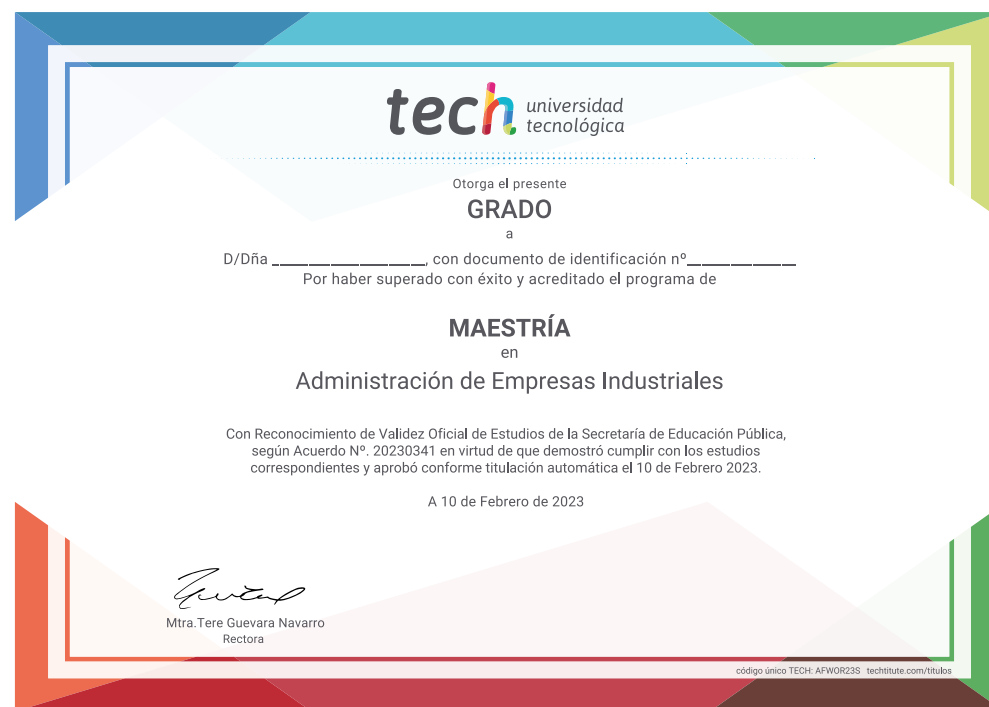 tech universidad
tecnológica
Otorga el presente
GRADO
a
D/Dña ____________________, con documento de identificación nº______________
Por haber superado con éxito y acreditado el programa de
MAESTRÍA
en
Administración de Empresas Industriales
Con Reconocimiento de Validez Oficial de Estudios de la Secretaría de Educación Pública,
según Acuerdo Nº. 20230341 en virtud de que demostró cumplir con los estudios
correspondientes y aprobó conforme titulación automática el 10 de Febrero 2023.
A 10 de Febrero de 2023
Mtra.Tere Guevara Navarro
Rectora
código único TECH: AFWOR23S techtitute.com/titulos